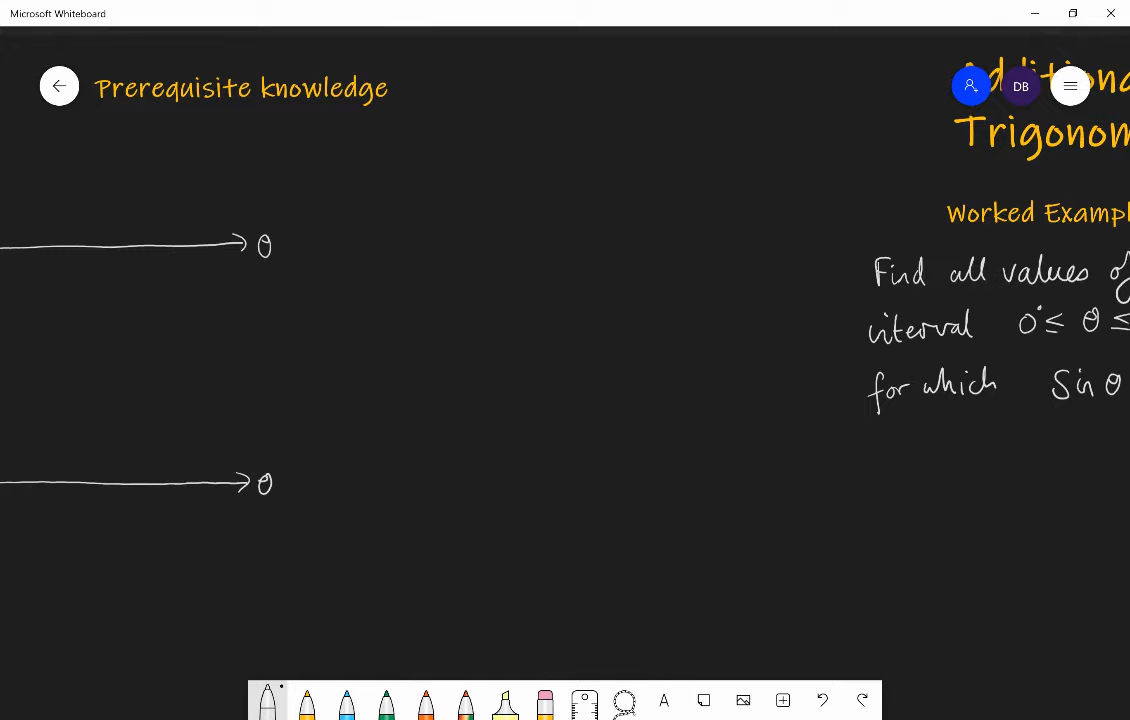 Microsoft Whiteboard
Prerequisite knowledge
DB
Trigonom
Worked Exampl
θ
Find all values of
interval 0° ≤ θ ≤
for which Sin θ
θ
A